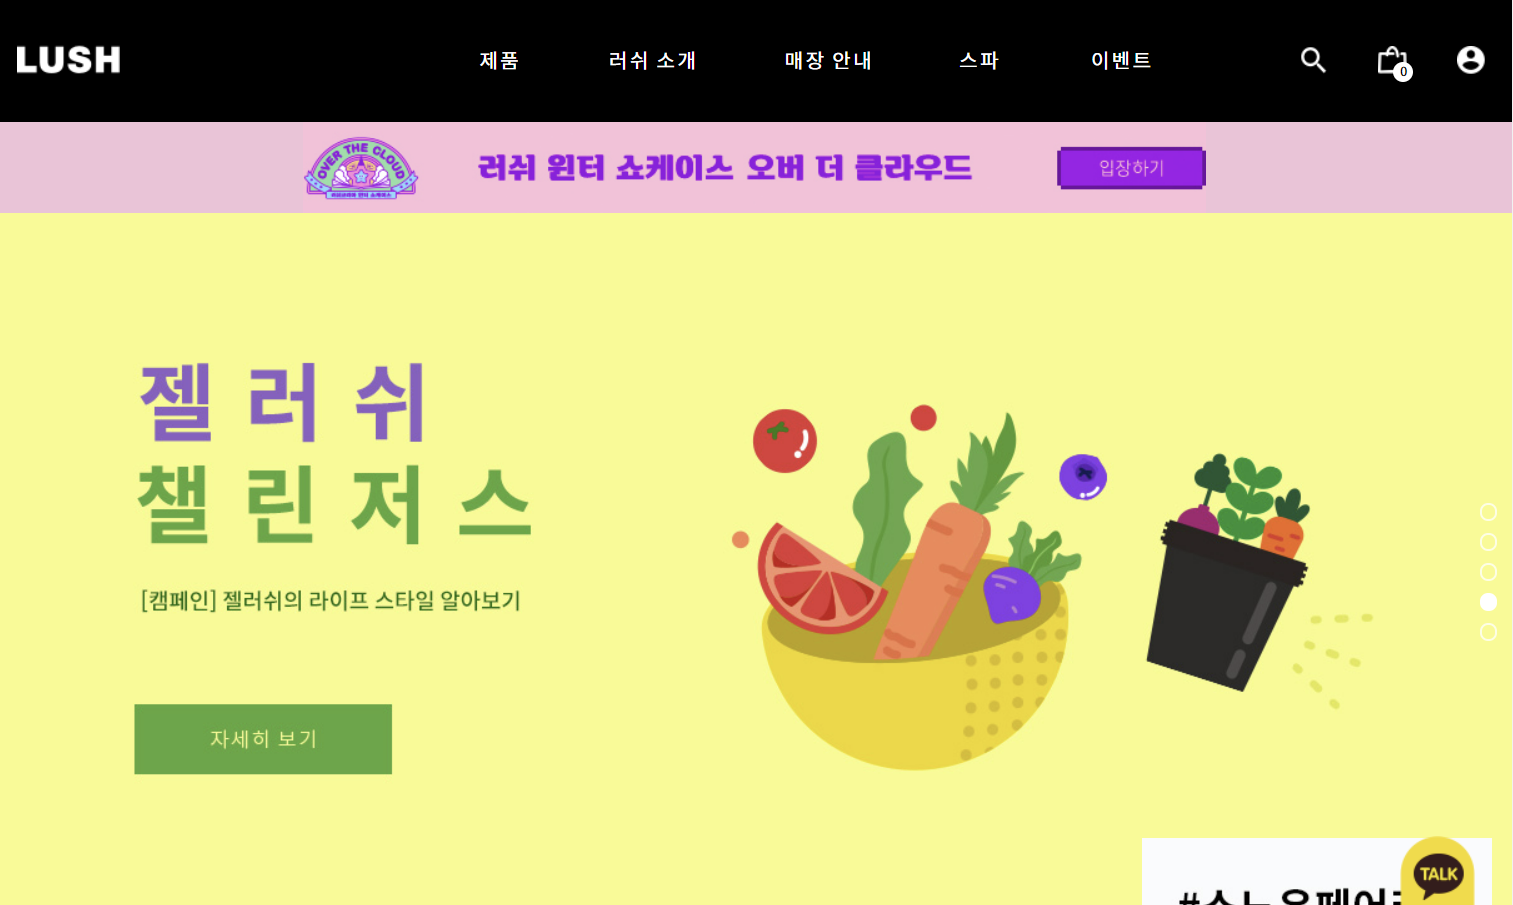 LUSH
제품 러쉬 소개 매장 안내 스파 이벤트
0
OVER THE CLOUD
러쉬 윈터 쇼케이스 오버 더 클라우드
입장하기
젤러쉬
챌린저스
[캠페인] 젤러쉬의 라이프 스타일 알아보기
자세히 보기
TALK